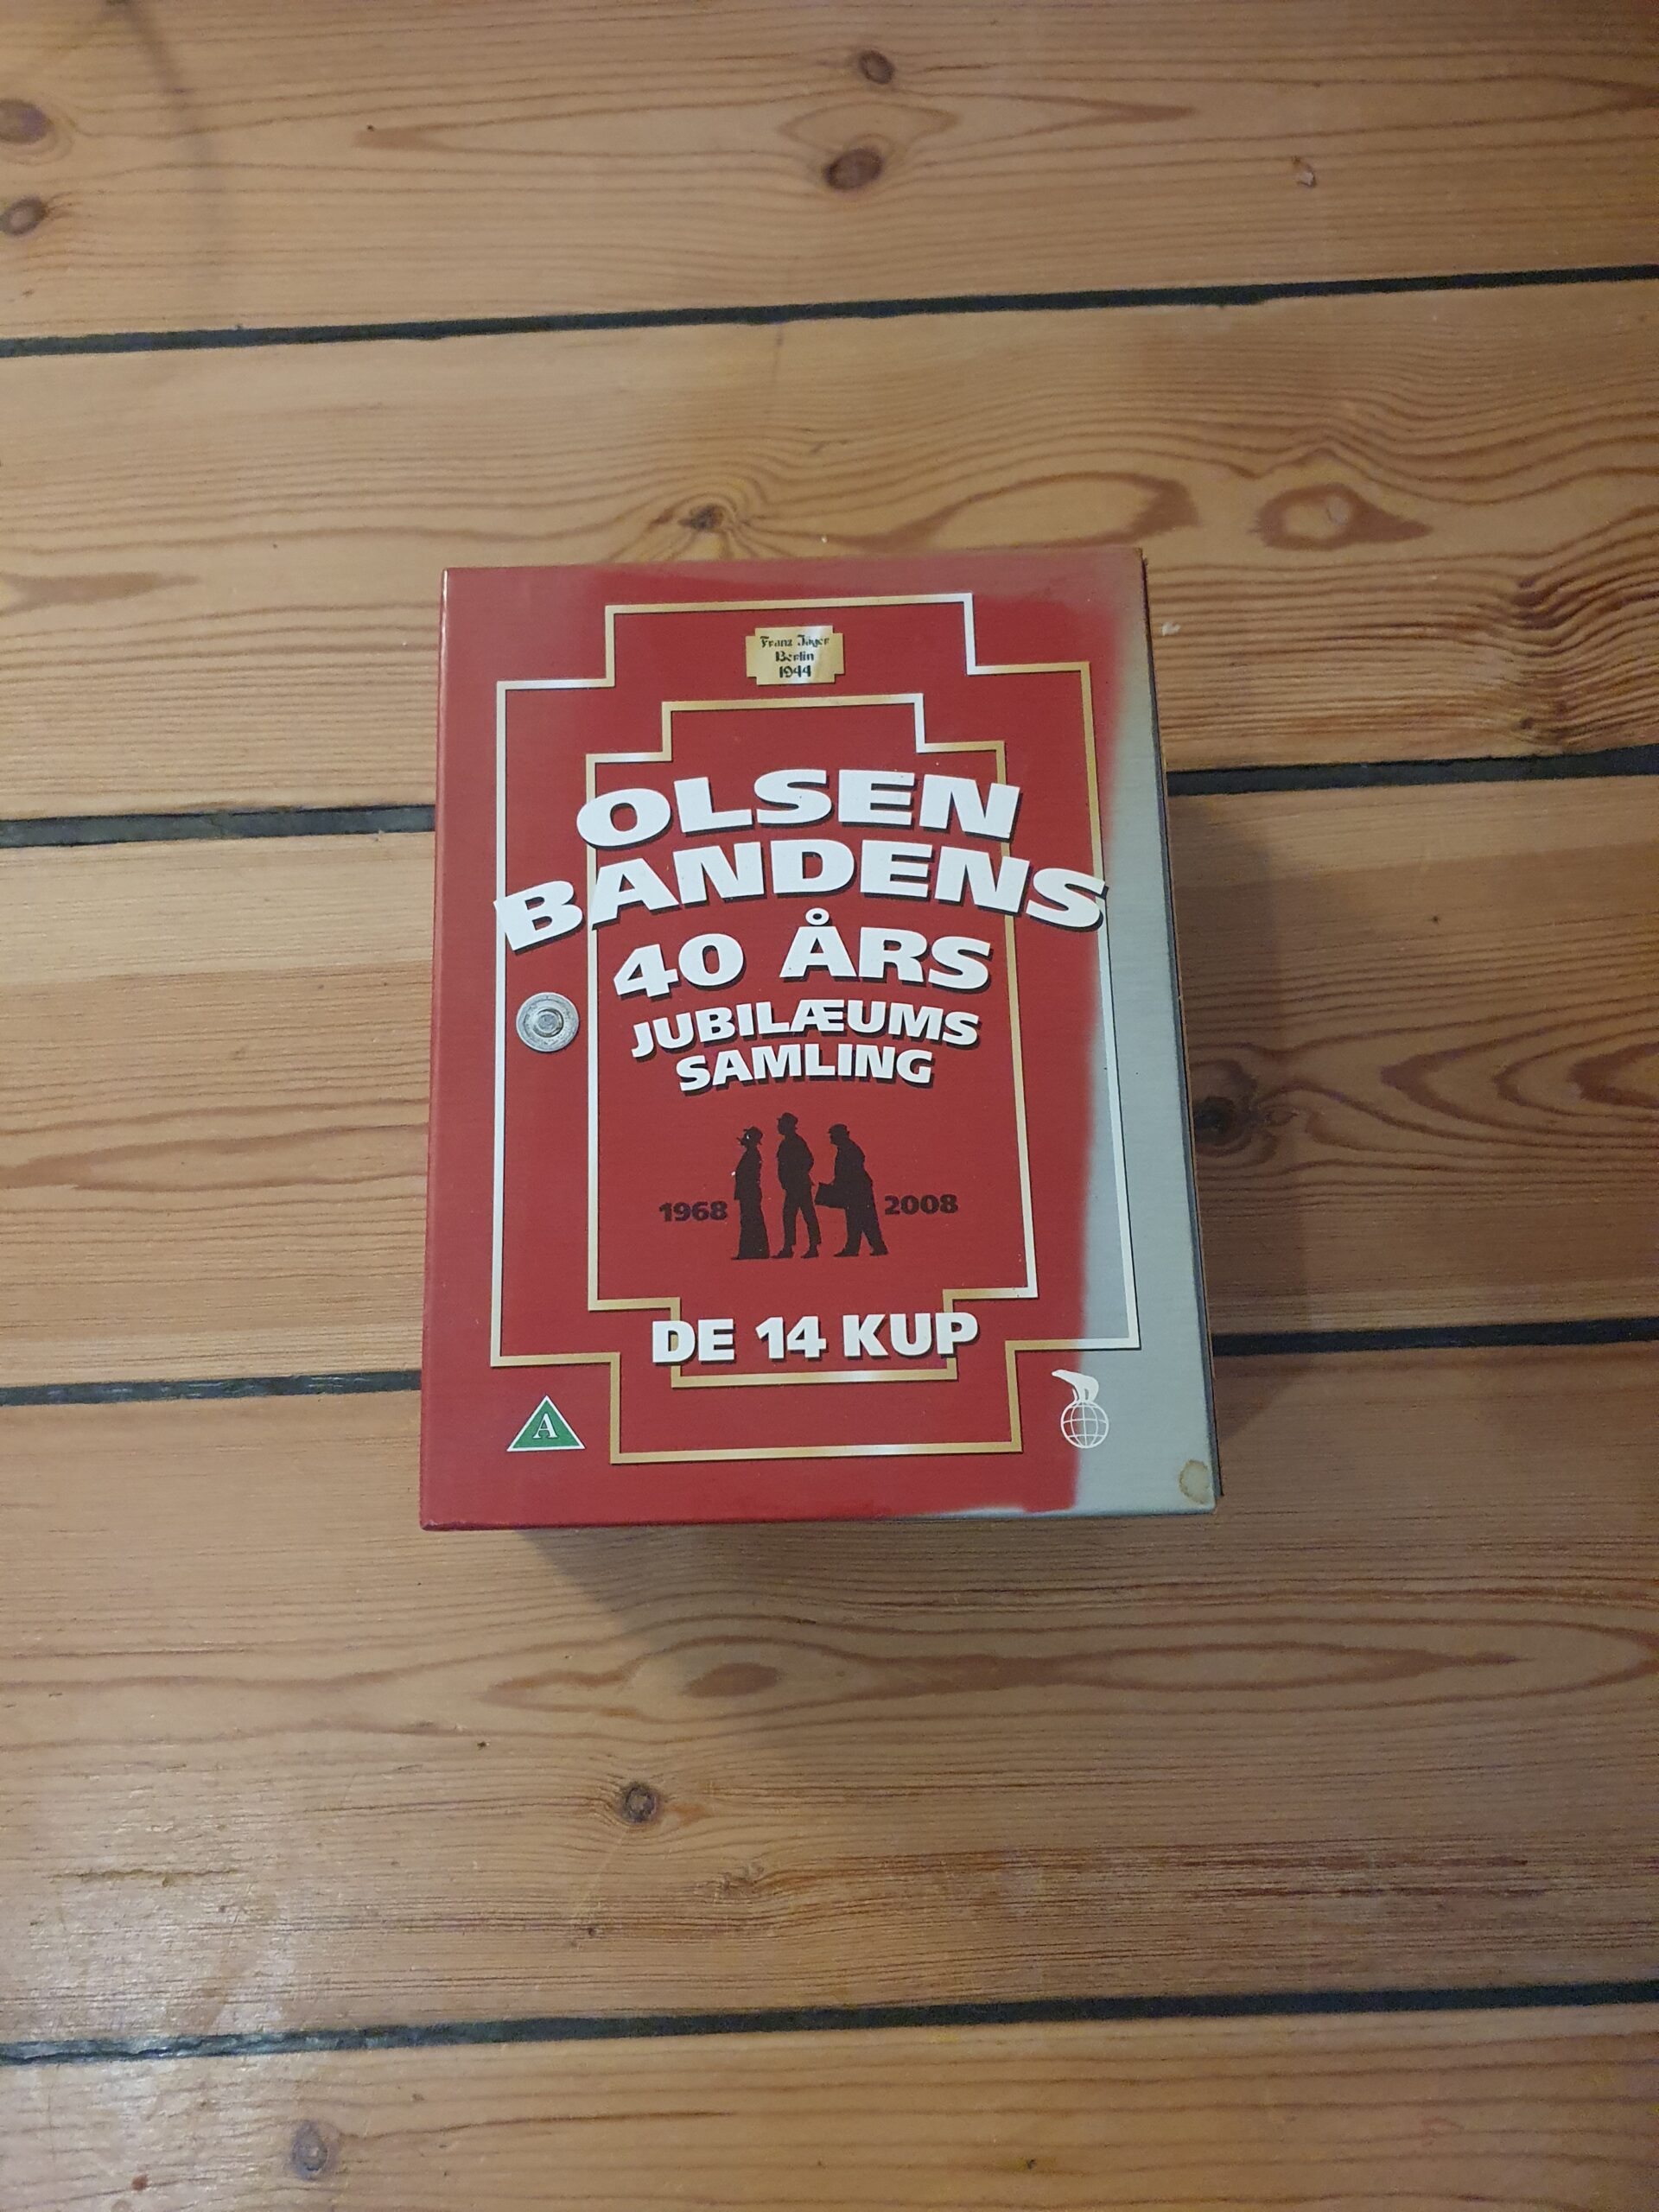 Franz Jäger
Berlin
1944
OLSEN
BANDENS
40 ÅRS
JUBILÆUMS
SAMLING
1968 2008
DE 14 KUP
A